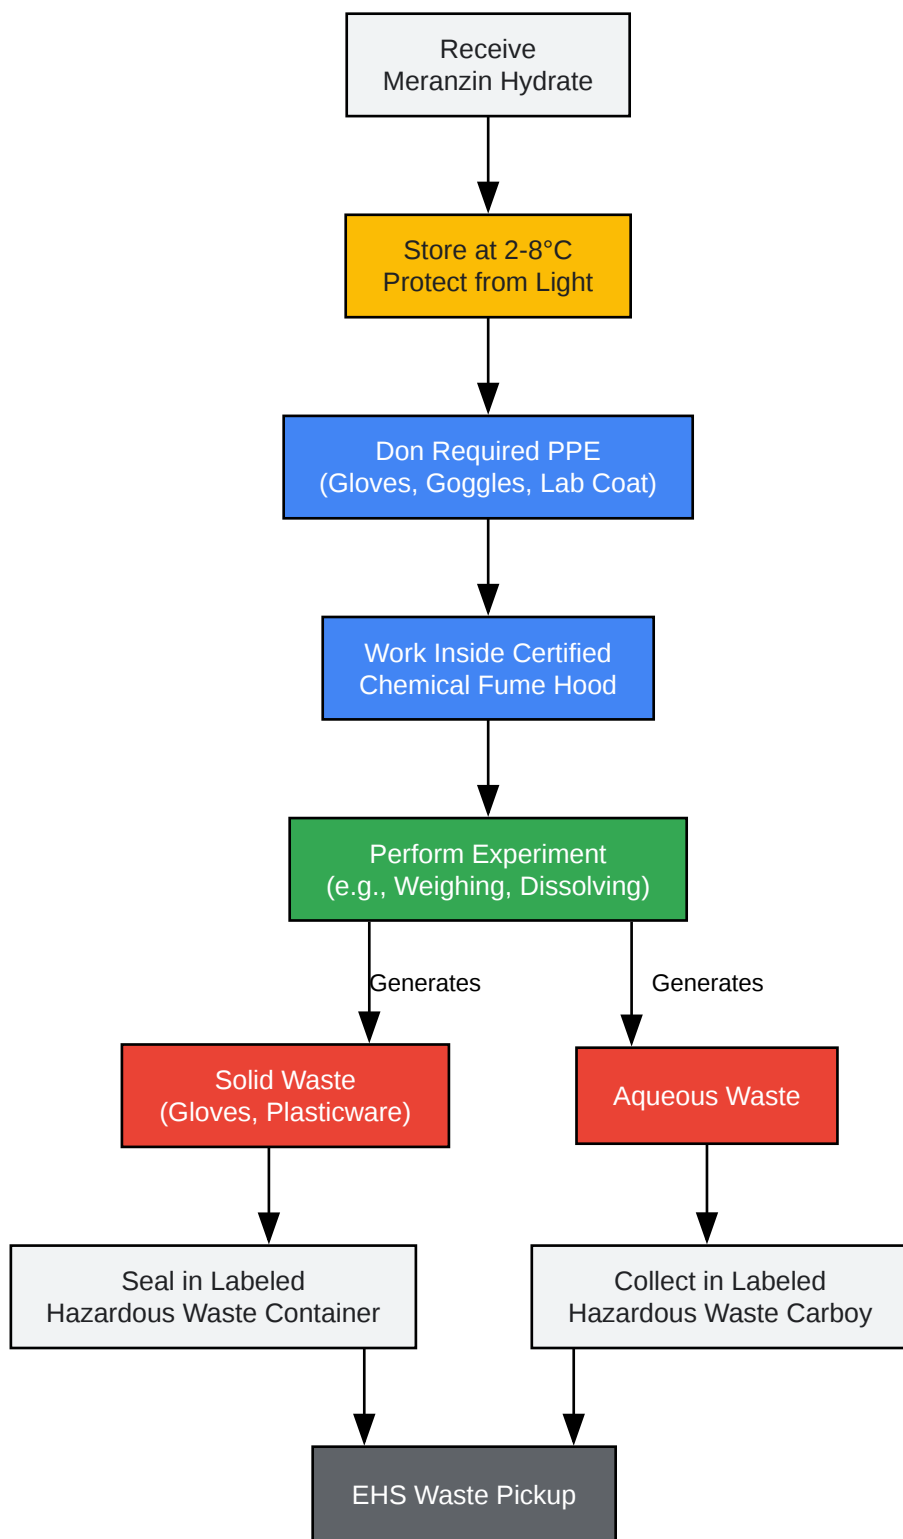 Receive
Meranzin Hydrate
Store at 2-8°C
Protect from Light
Don Required PPE
(Gloves, Goggles, Lab Coat)
Work Inside Certified
Chemical Fume Hood
Perform Experiment
(e.g., Weighing, Dissolving)
Generates
Generates
Solid Waste
(Gloves, Plasticware)
Aqueous Waste
Seal in Labeled
Hazardous Waste Container
Collect in Labeled
Hazardous Waste Carboy
EHS Waste Pickup